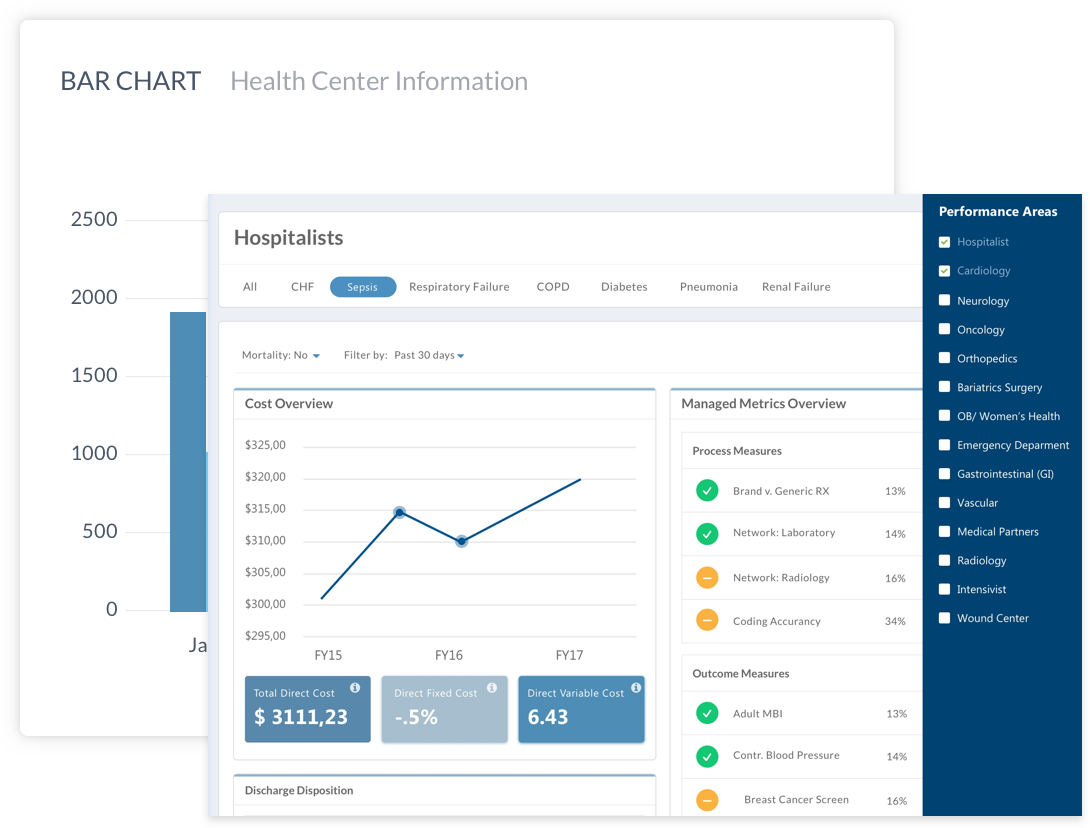 BAR CHART Health Center Information
2500
2000
1500
1000
500
0
Ja
Hospitalists
All CHF Sepsis Respiratory Failure COPD Diabetes Pneumonia Renal Failure
Mortality: No Filter by: Past 30 days
Cost Overview
$325,00
$320,00
$315,00
$310,00
$305,00
$300,00
$295,00
FY15 FY16 FY17
Total Direct Cost
$ 3111,23
Direct Fixed Cost
-.5%
Direct Variable Cost
6.43
Discharge Disposition
Managed Metrics Overview
Process Measures
Brand v. Generic RX 13%
Network: Laboratory 14%
Network: Radiology 16%
Coding Accurancy 34%
Outcome Measures
Adult MBI 13%
Contr. Blood Pressure 14%
Breast Cancer Screen 16%
Performance Areas
Hospitalist
Cardiology
Neurology
Oncology
Orthopedics
Bariatrics Surgery
OB/ Women's Health
Emergency Deparment
Gastrointestinal (GI)
Vascular
Medical Partners
Radiology
Intensivist
Wound Center